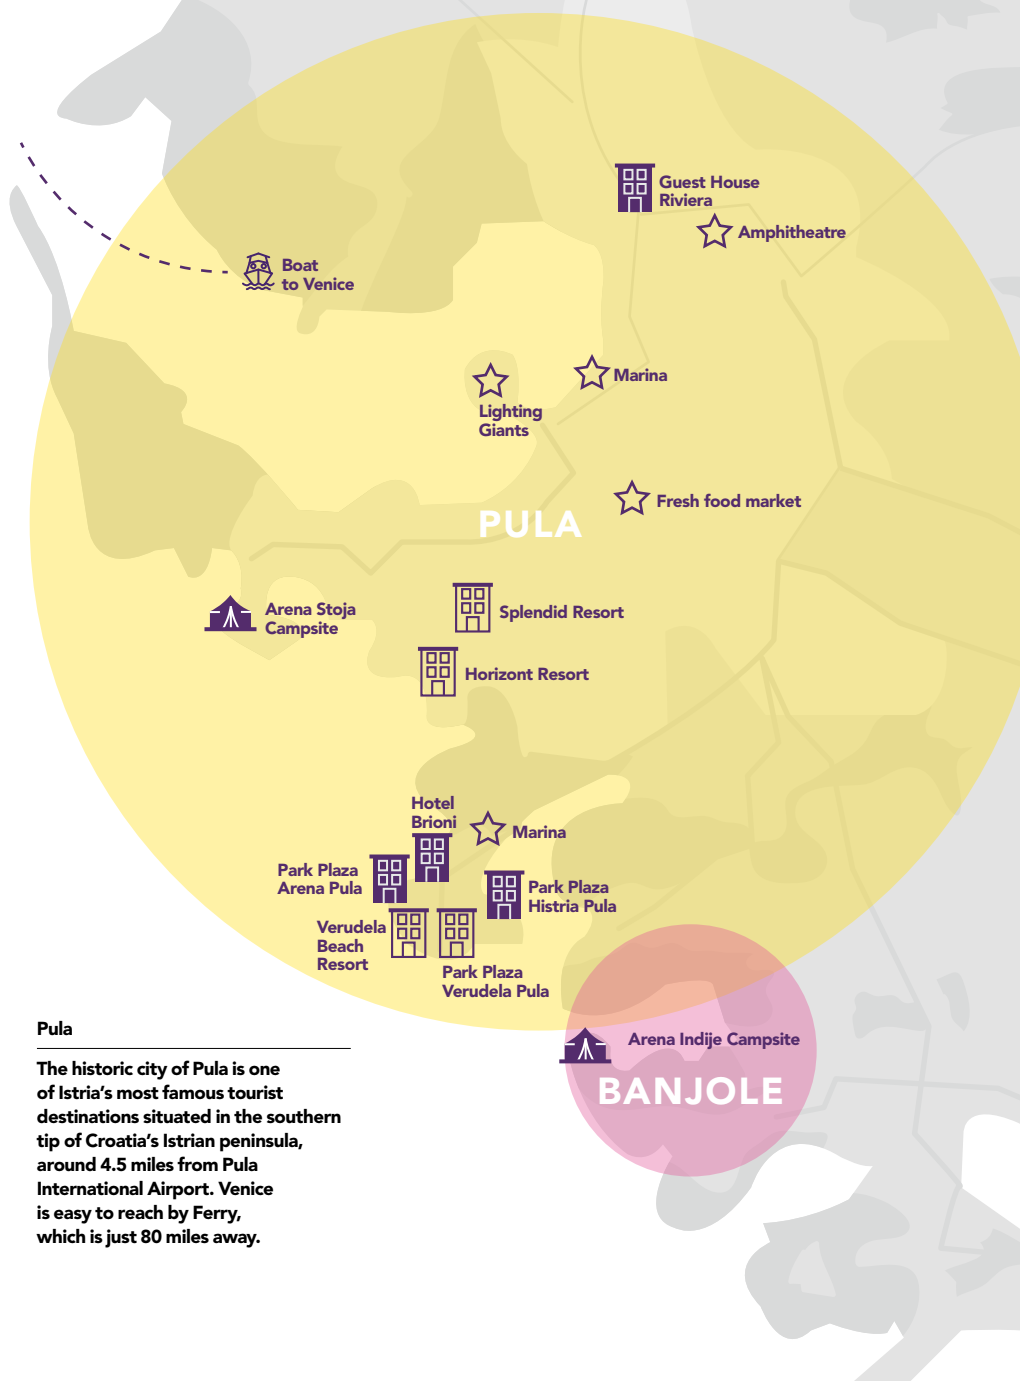 Guest House
Riviera
Amphitheatre
Boat
to Venice
Marina
Lighting
Giants
Fresh food market
PULA
Arena Stoja
Campsite
Splendid Resort
Horizont Resort
Hotel
Brioni
Marina
Park Plaza
Arena Pula
Park Plaza
Histria Pula
Verudela
Beach
Resort
Park Plaza
Verudela Pula
Arena Indije Campsite
BANJOLE
Pula
The historic city of Pula is one
of Istria’s most famous tourist
destinations situated in the southern
tip of Croatia’s Istrian peninsula,
around 4.5 miles from Pula
International Airport. Venice
is easy to reach by Ferry,
which is just 80 miles away.